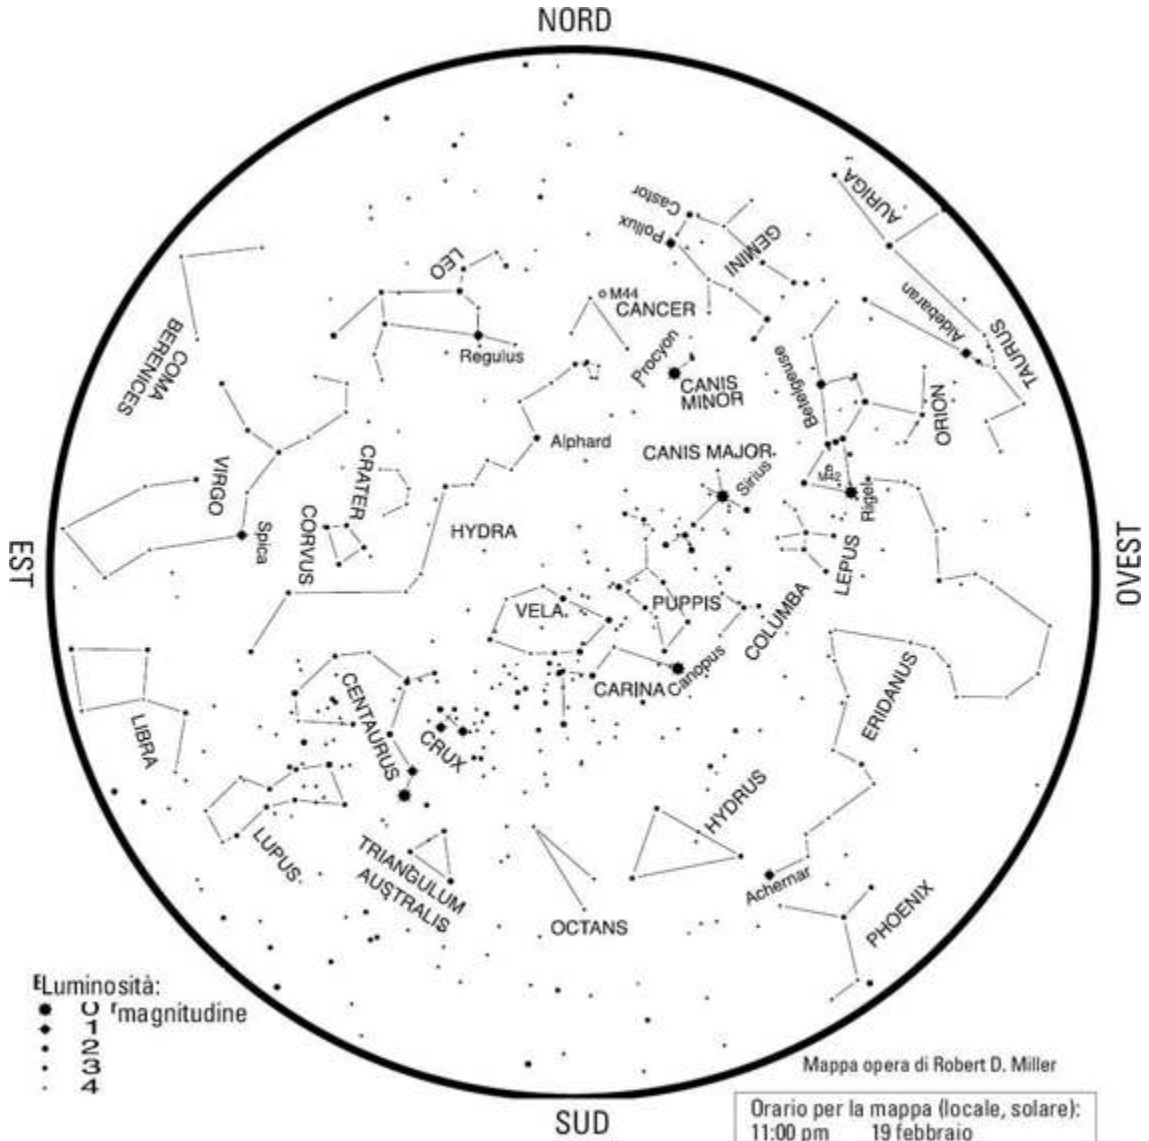 NORD
AURIGA
Castor
Pollux
GEMINI
LEO
M44
CANCER
Aldebaran
TAURUS
COMA
BERENICES
Regulus
Procyon
CANIS
MINOR
Betelgeuse
ORION
Alphard
CANIS MAJOR
Sirius
M42
Rigel
VIRGO
CRATER
Spica
CORVUS
HYDRA
LEPUS
EST
OVEST
VELA
PUPPIS
COLUMBA
CARINA
Canopus
ERIDANUS
CENTAURUS
CRUX
LIBRA
HYDRUS
LUPUS
TRIANGULUM
AUSTRALIS
OCTANS
Achernar
PHOENIX
Luminosità:
0 magnitudine
1
2
3
4
Mappa opera di Robert D. Miller
SUD
Orario per la mappa (locale, solare):
11:00 pm 19 febbraio